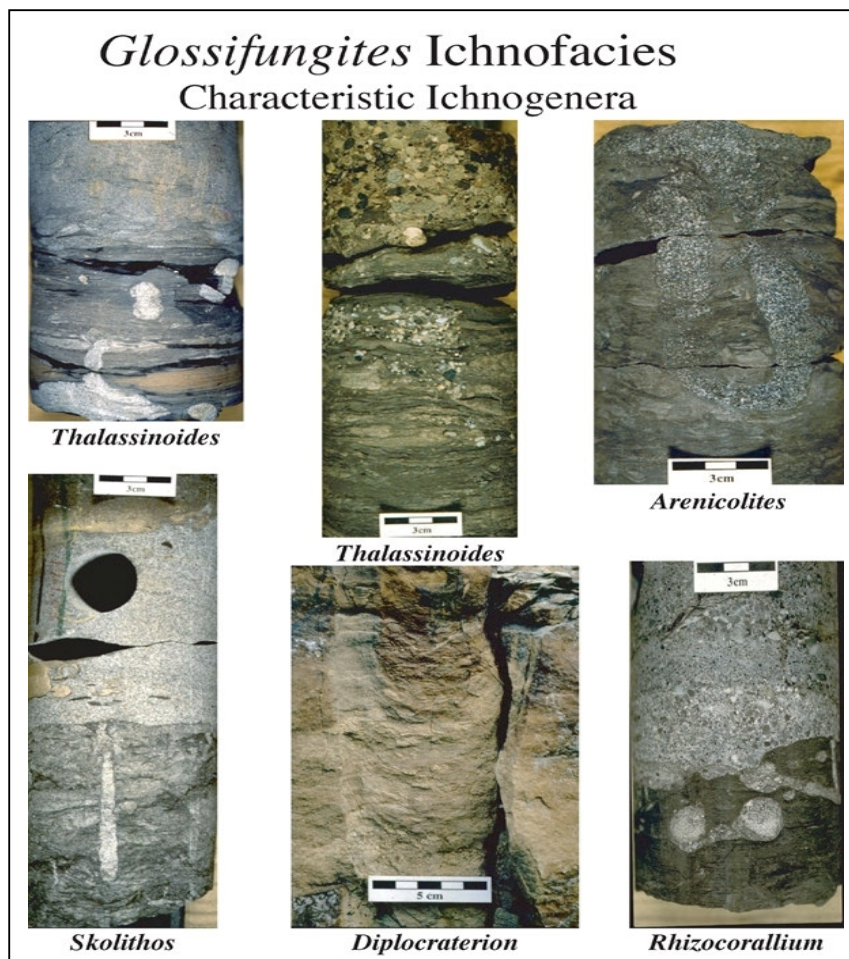 Glossifungites Ichnofacies
Characteristic Ichnogenera
3cm
3cm
3cm
Thalassinoides
Thalassinoides
Arenicolites
3cm
5 cm
3cm
Skolithos
Diplocraterion
Rhizocorallium